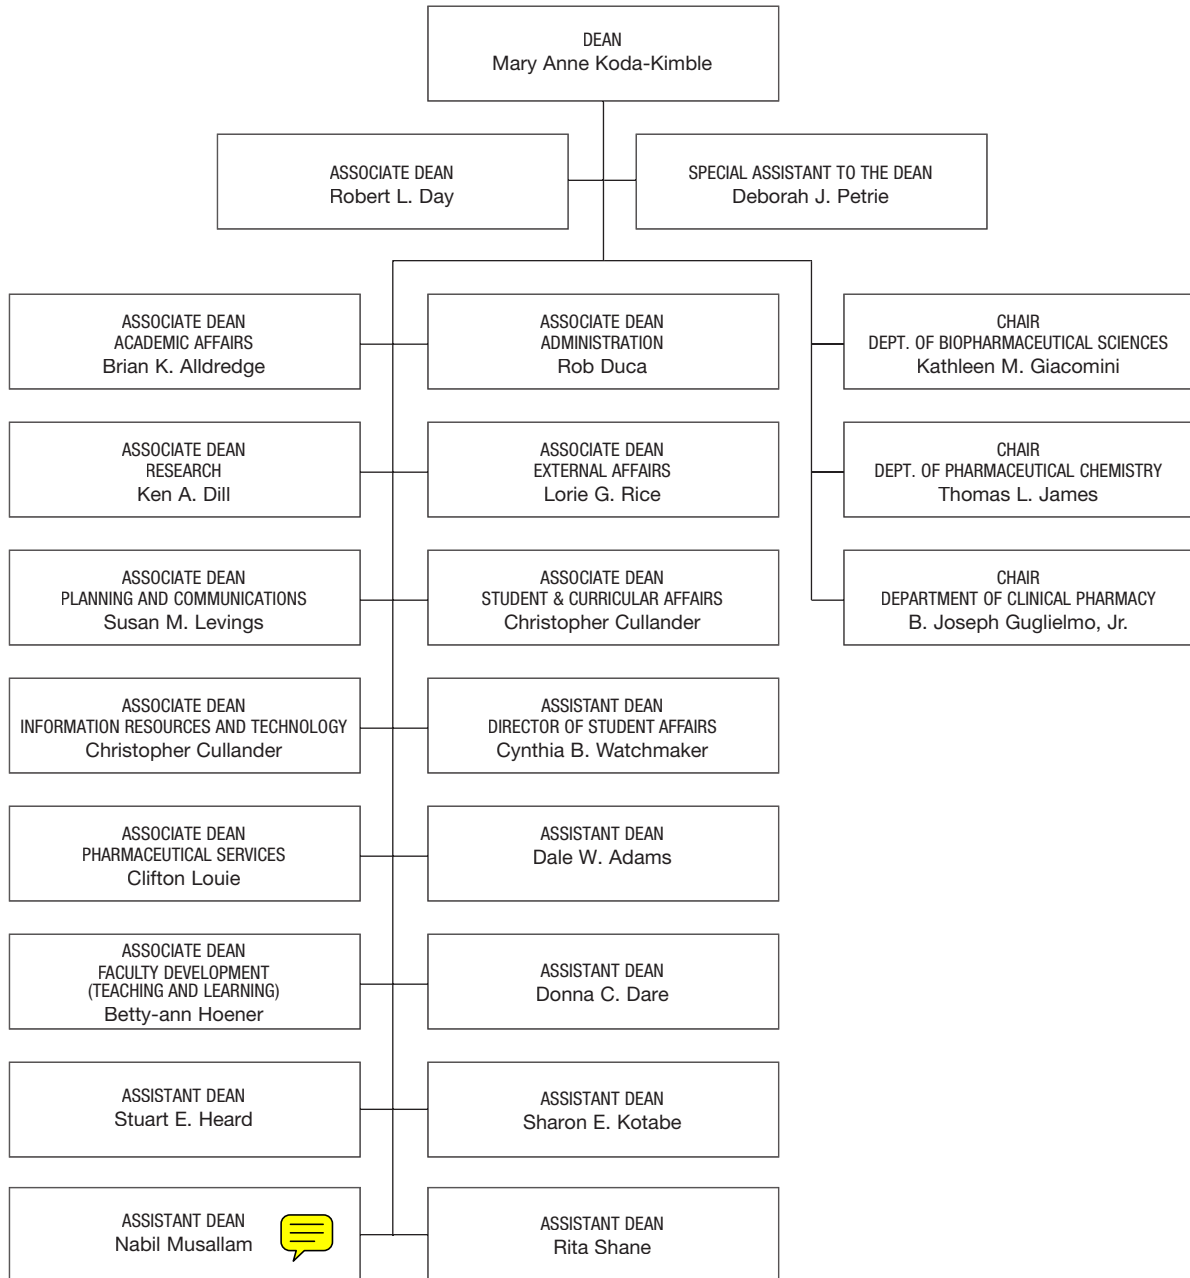 DEAN
Mary Anne Koda-Kimble
ASSOCIATE DEAN
Robert L. Day
SPECIAL ASSISTANT TO THE DEAN
Deborah J. Petrie
ASSOCIATE DEAN
ACADEMIC AFFAIRS
Brian K. Alldredge
ASSOCIATE DEAN
ADMINISTRATION
Rob Duca
CHAIR
DEPT. OF BIOPHARMACEUTICAL SCIENCES
Kathleen M. Giacomini
ASSOCIATE DEAN
RESEARCH
Ken A. Dill
ASSOCIATE DEAN
EXTERNAL AFFAIRS
Lorie G. Rice
CHAIR
DEPT. OF PHARMACEUTICAL CHEMISTRY
Thomas L. James
ASSOCIATE DEAN
PLANNING AND COMMUNICATIONS
Susan M. Levings
ASSOCIATE DEAN
STUDENT & CURRICULAR AFFAIRS
Christopher Cullander
CHAIR
DEPARTMENT OF CLINICAL PHARMACY
B. Joseph Guglielmo, Jr.
ASSOCIATE DEAN
INFORMATION RESOURCES AND TECHNOLOGY
Christopher Cullander
ASSISTANT DEAN
DIRECTOR OF STUDENT AFFAIRS
Cynthia B. Watchmaker
ASSOCIATE DEAN
PHARMACEUTICAL SERVICES
Clifton Louie
ASSISTANT DEAN
Dale W. Adams
ASSOCIATE DEAN
FACULTY DEVELOPMENT
(TEACHING AND LEARNING)
Betty-ann Hoener
ASSISTANT DEAN
Donna C. Dare
ASSISTANT DEAN
Stuart E. Heard
ASSISTANT DEAN
Sharon E. Kotabe
ASSISTANT DEAN
Nabil Musallam
ASSISTANT DEAN
Rita Shane